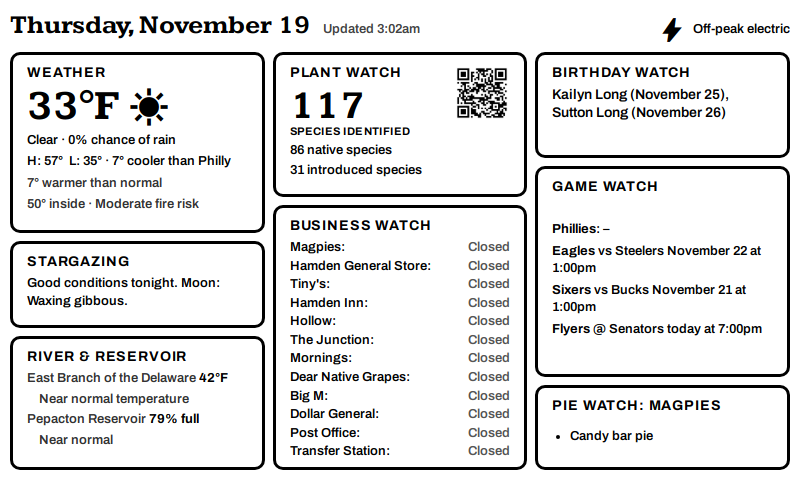 Thursday, November 19 Updated 3:02am
Off-peak electric
WEATHER
33°F
Clear · 0% chance of rain
H: 57° L: 35° · 7° cooler than Philly
7° warmer than normal
50° inside · Moderate fire risk
STARGAZING
Good conditions tonight. Moon:
Waxing gibbous.
RIVER & RESERVOIR
East Branch of the Delaware 42°F
Near normal temperature
Pepacton Reservoir 79% full
Near normal
PLANT WATCH
117
SPECIES IDENTIFIED
86 native species
31 introduced species
BUSINESS WATCH
Magpies: Closed
Hamden General Store: Closed
Tiny's: Closed
Hamden Inn: Closed
Hollow: Closed
The Junction: Closed
Mornings: Closed
Dear Native Grapes: Closed
Big M: Closed
Dollar General: Closed
Post Office: Closed
Transfer Station: Closed
BIRTHDAY WATCH
Kailyn Long (November 25),
Sutton Long (November 26)
GAME WATCH
Phillies: –
Eagles vs Steelers November 22 at
1:00pm
Sixers vs Bucks November 21 at
1:00pm
Flyers @ Senators today at 7:00pm
PIE WATCH: MAGPIES
• Candy bar pie